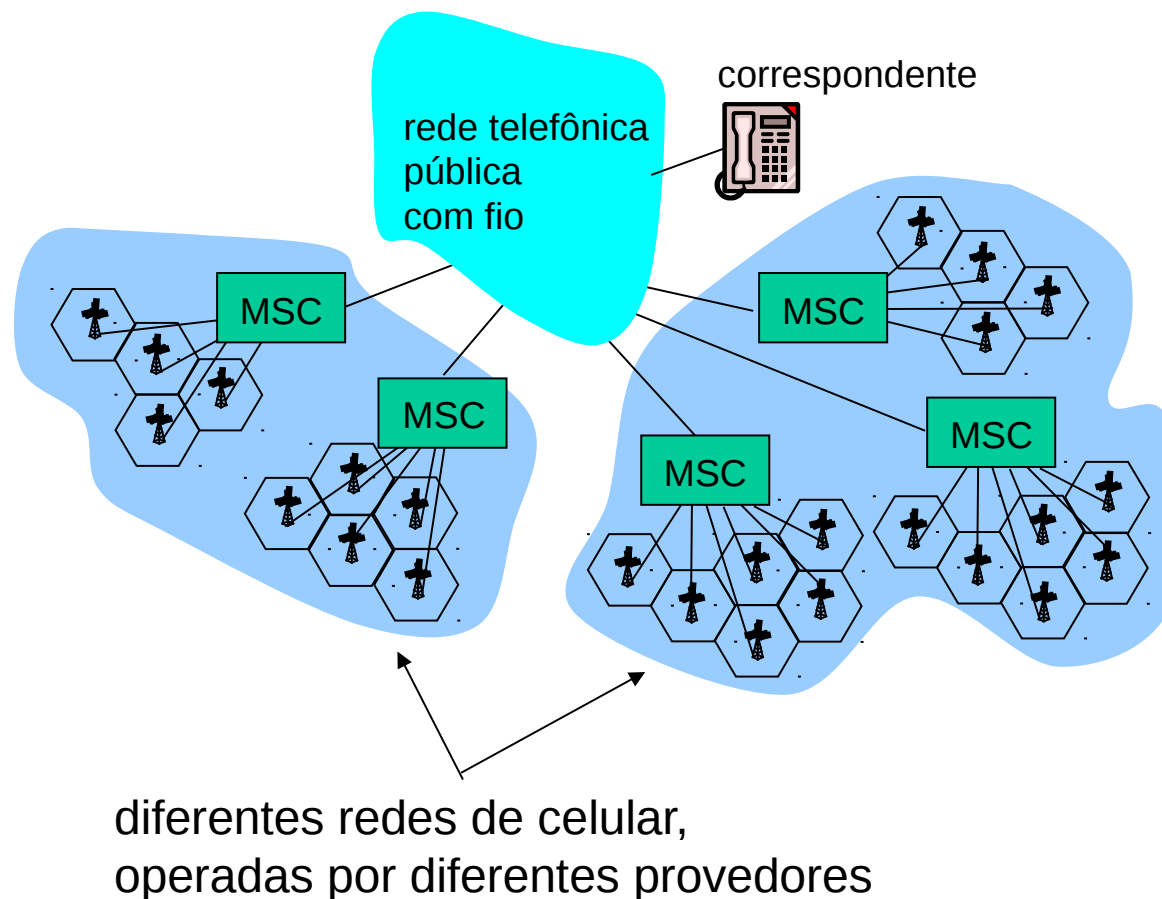 correspondente
rede telefônica
pública
com fio
MSC
MSC
MSC
MSC
MSC
diferentes redes de celular,
operadas por diferentes provedores